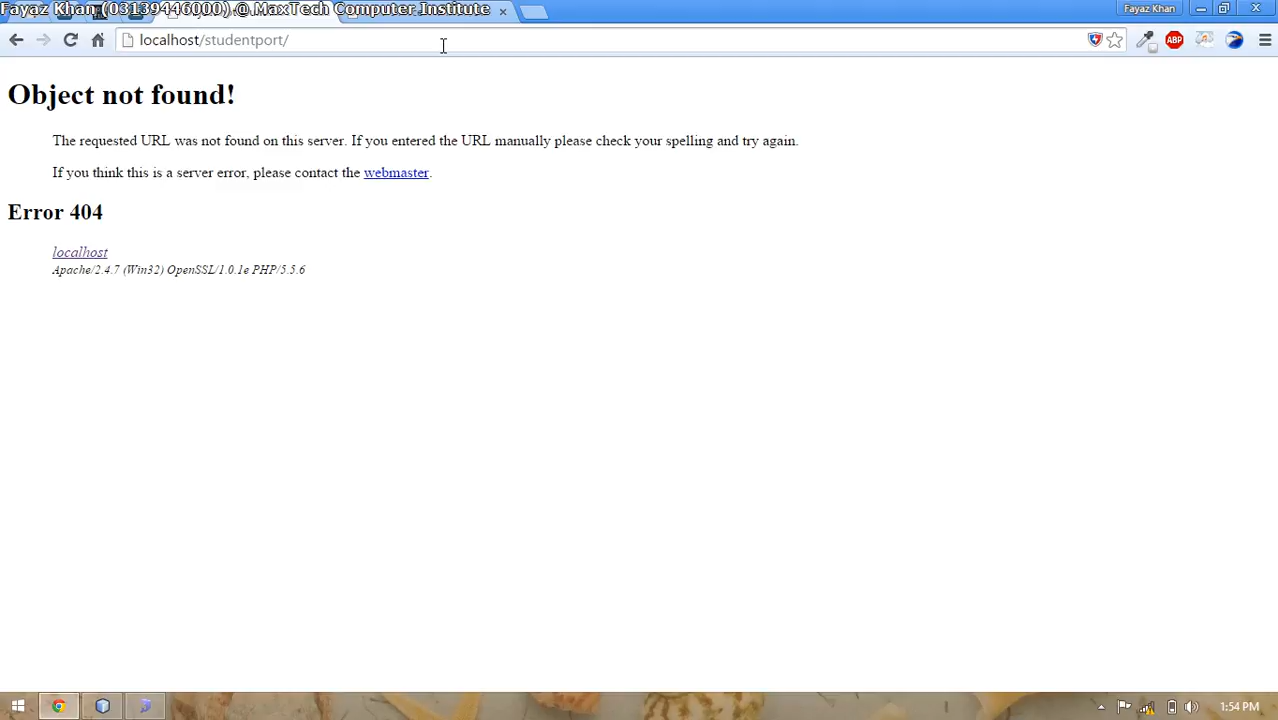 Fayaz Khan (03139446000) @ MaxTech Computer Institute
Fayaz Khan
localhost/studentport/
ABP
Object not found!
The requested URL was not found on this server. If you entered the URL manually please check your spelling and try again.
If you think this is a server error, please contact the webmaster.
Error 404
localhost
Apache/2.4.7 (Win32) OpenSSL/1.0.1e PHP/5.5.6
1:54 PM